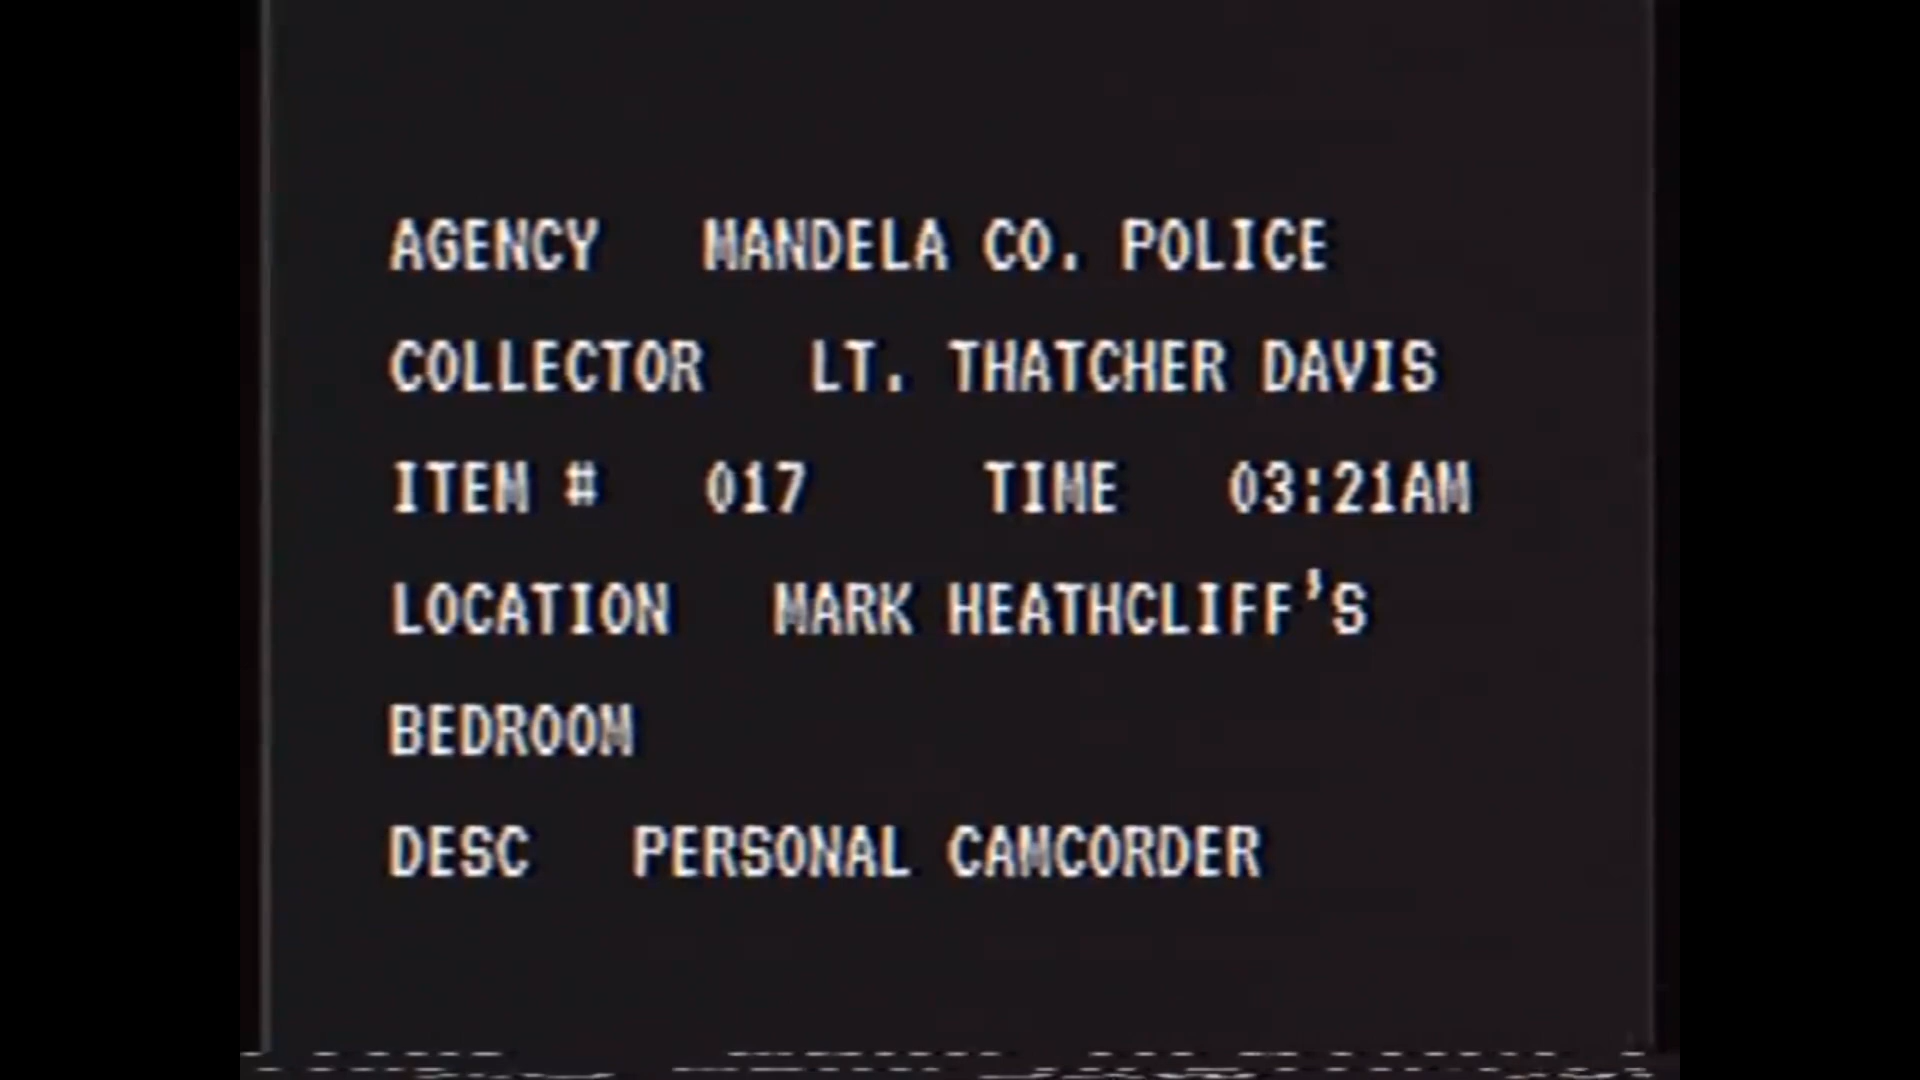 AGENCY MANDELA CO. POLICE
COLLECTOR LT. THATCHER DAVIS
ITEM # 017 TIME 03:21AM
LOCATION MARK HEATHCLIFF'S
BEDROOM
DESC PERSONAL CAMCORDER